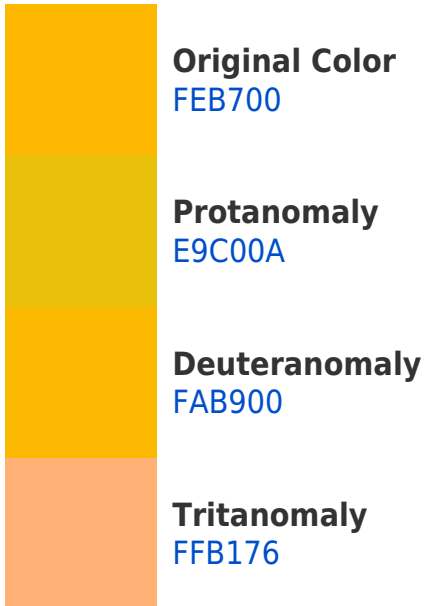 Original Color
FEB700
Protanomaly
E9C00A
Deuteranomaly
FAB900
Tritanomaly
FFB176